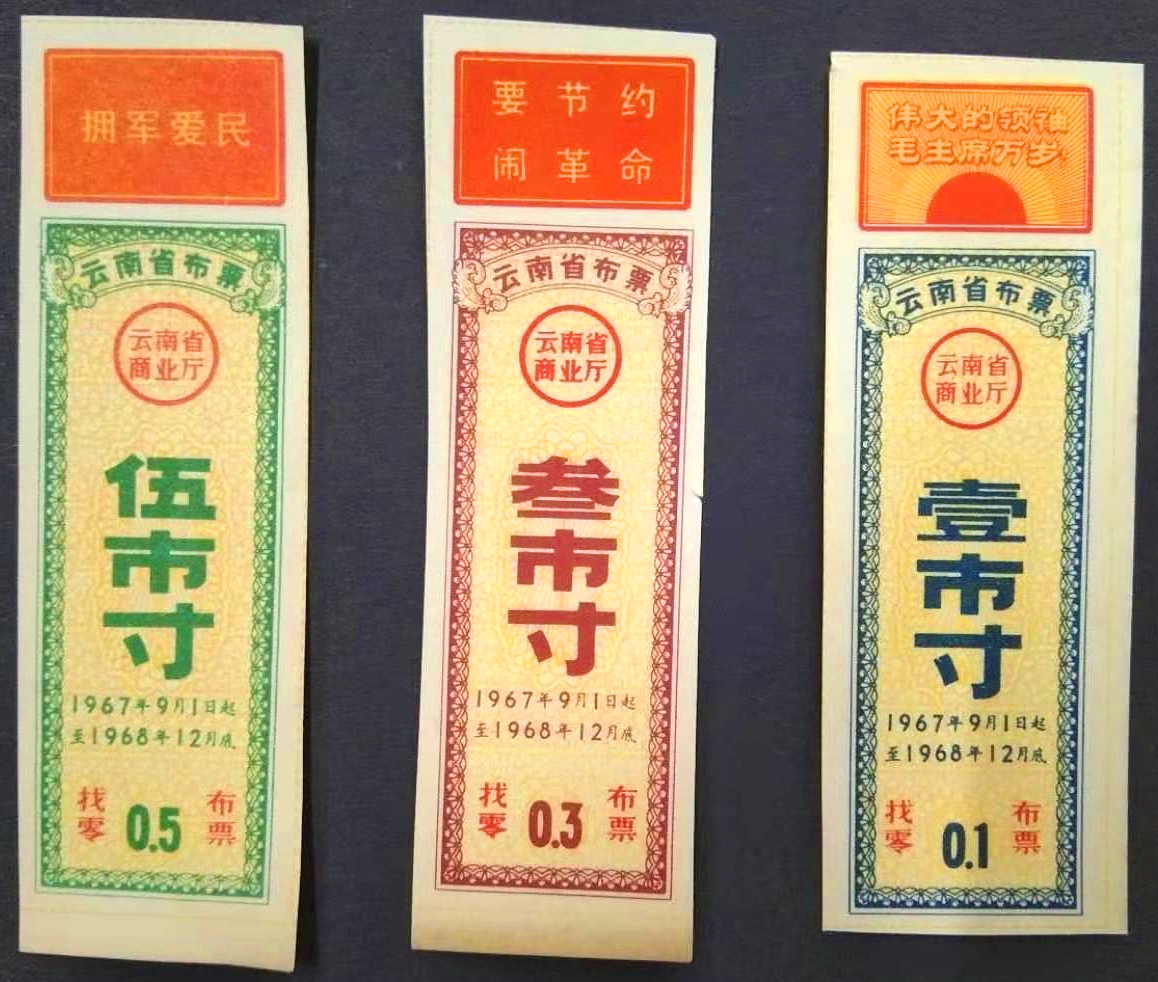 拥军爱民
云南省布票
云南省
商业厅
伍市寸
1967年9月1日起
至1968年12月底
找零 0.5 布票
要节约
闹革命
云南省布票
云南省
商业厅
叁市寸
1967年9月1日起
至1968年12月底
找零 0.3 布票
伟大的领袖
毛主席万岁
云南省布票
云南省
商业厅
壹市寸
1967年9月1日起
至1968年12月底
找零 0.1 布票